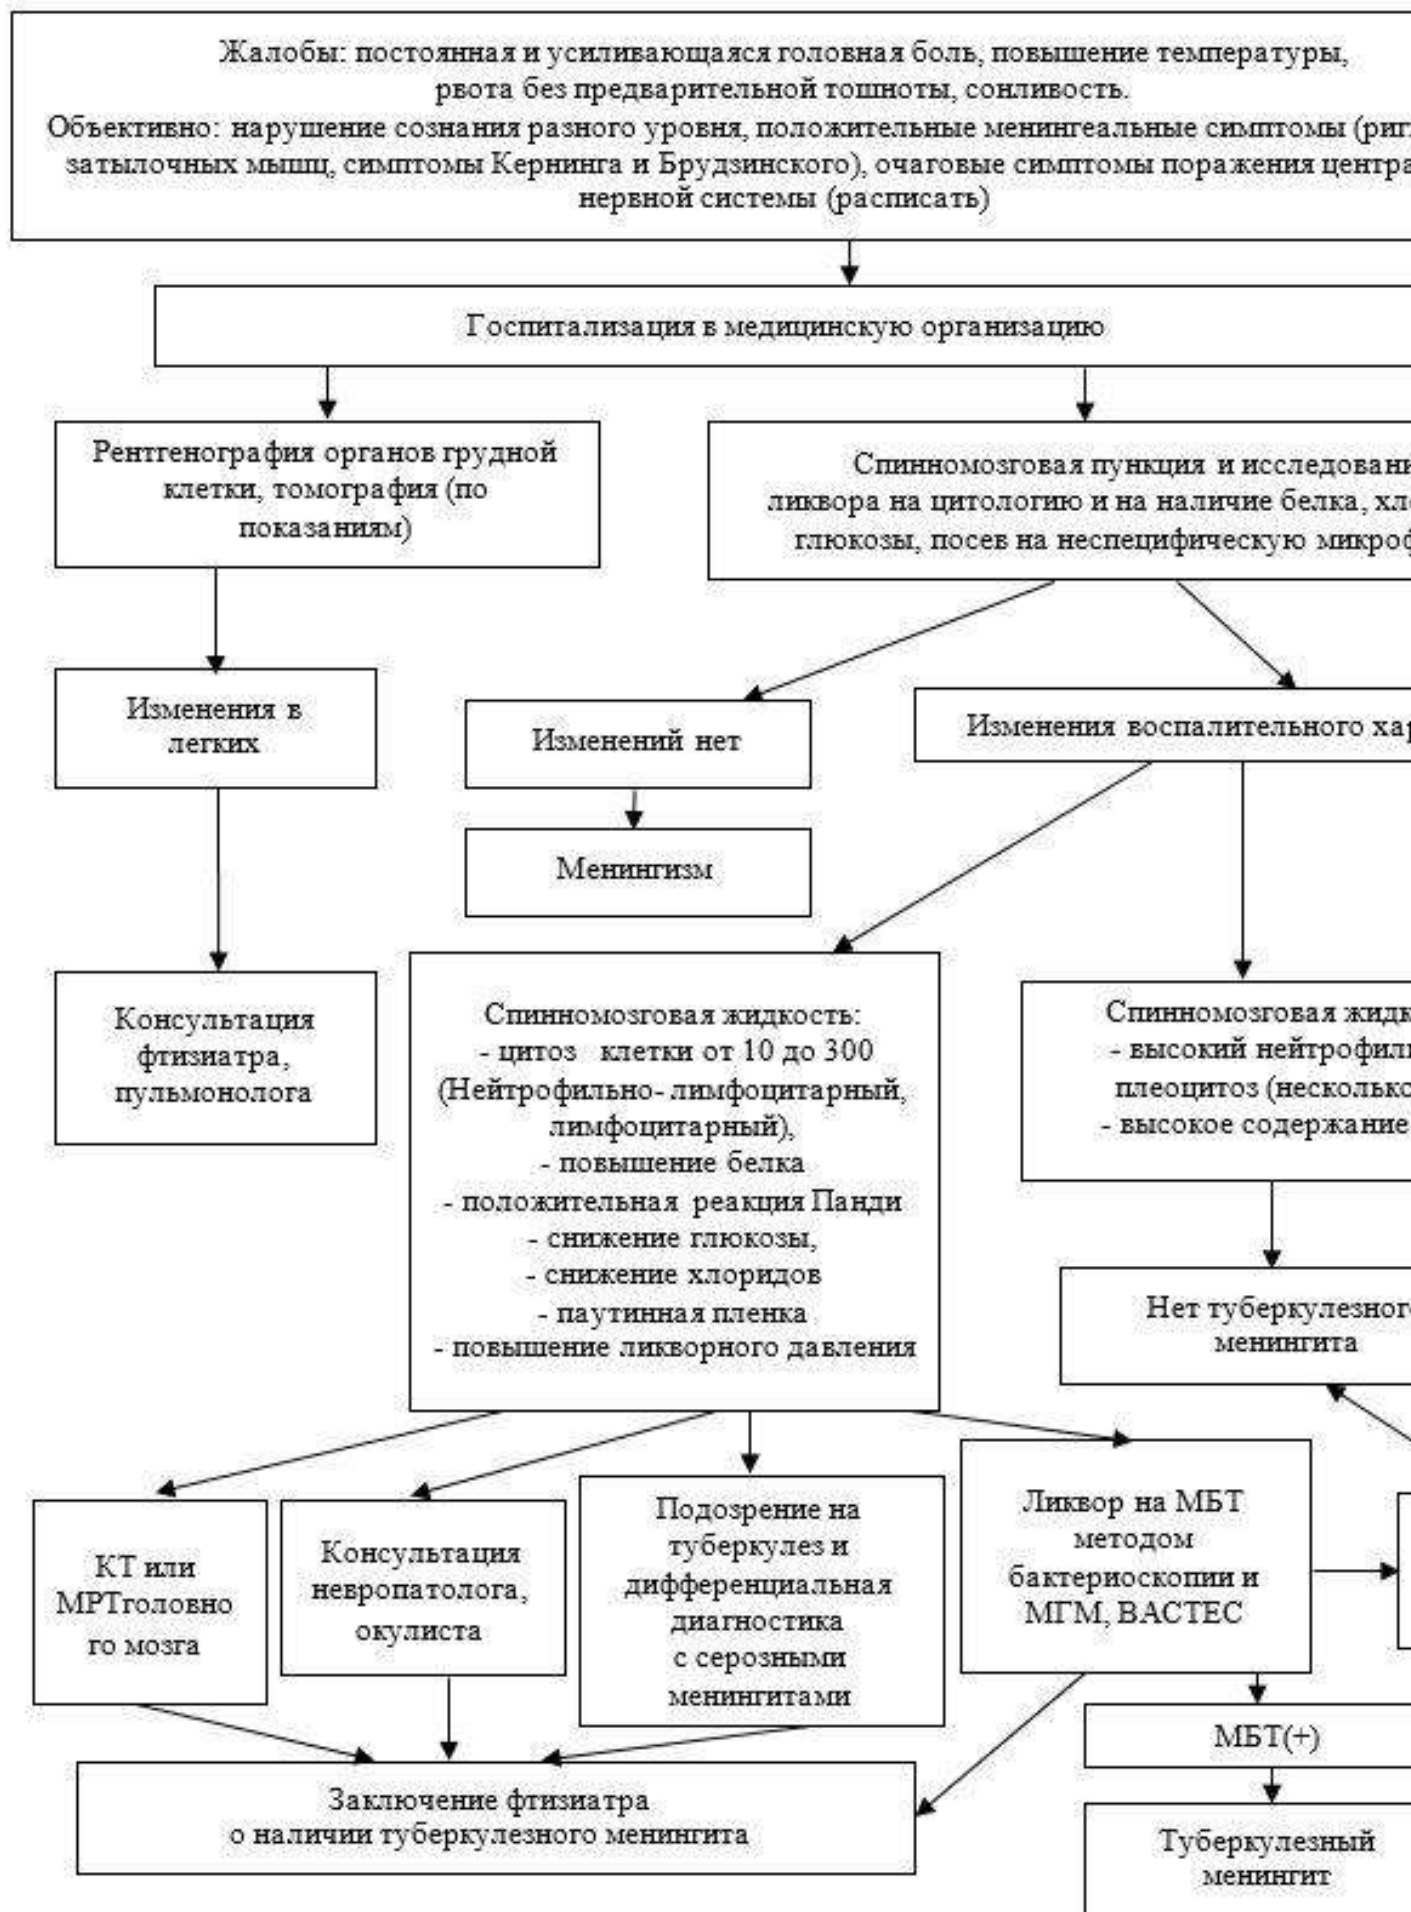 Жалобы: постоянная и усиливающаяся головная боль, повышение температуры,
рвота без предварительной тошноты, сонливость.
Объективно: нарушение сознания разного уровня, положительные менингеальные симптомы
затылочных мышц, симптомы Кернинга и Брудзинского), очаговые симптомы поражения
нервной системы (расписать)
Госпитализация в медицинскую организацию
Рентгенография органов грудной
клетки, томография (по
показаниям)
Спинномозговая пункция и
ликвора на цитологию и на наличие белка,
глюкозы, посев на неспецифическую
Изменения в
легких
Изменений нет
Изменения воспалительного
Менингизм
Консультация
фтизиатра,
пульмонолога
Спинномозговая жидкость:
- цитоз клетки от 10 до 300
(Нейтрофильно- лимфоцитарный,
лимфоцитарный),
- повышение белка
- положительная реакция Панди
- снижение глюкозы,
- снижение хлоридов
- паутинная пленка
- повышение ликворного давления
Спинномозговая
- высокий
плеоцитоз (несколько
- высокое содержание
Нет
менингита
КТ или
МРТголовно
го мозга
Консультация
невропатолога,
окулиста
Подозрение на
туберкулез и
дифференциальная
диагностика
с серозными
менингитами
Ликвор на МБТ
методом
бактериоскопии и
МГМ, ВАСТЕС
МБТ(+)
Заключение фтизиатра
о наличии туберкулезного менингита
Туберкулезный
менингит